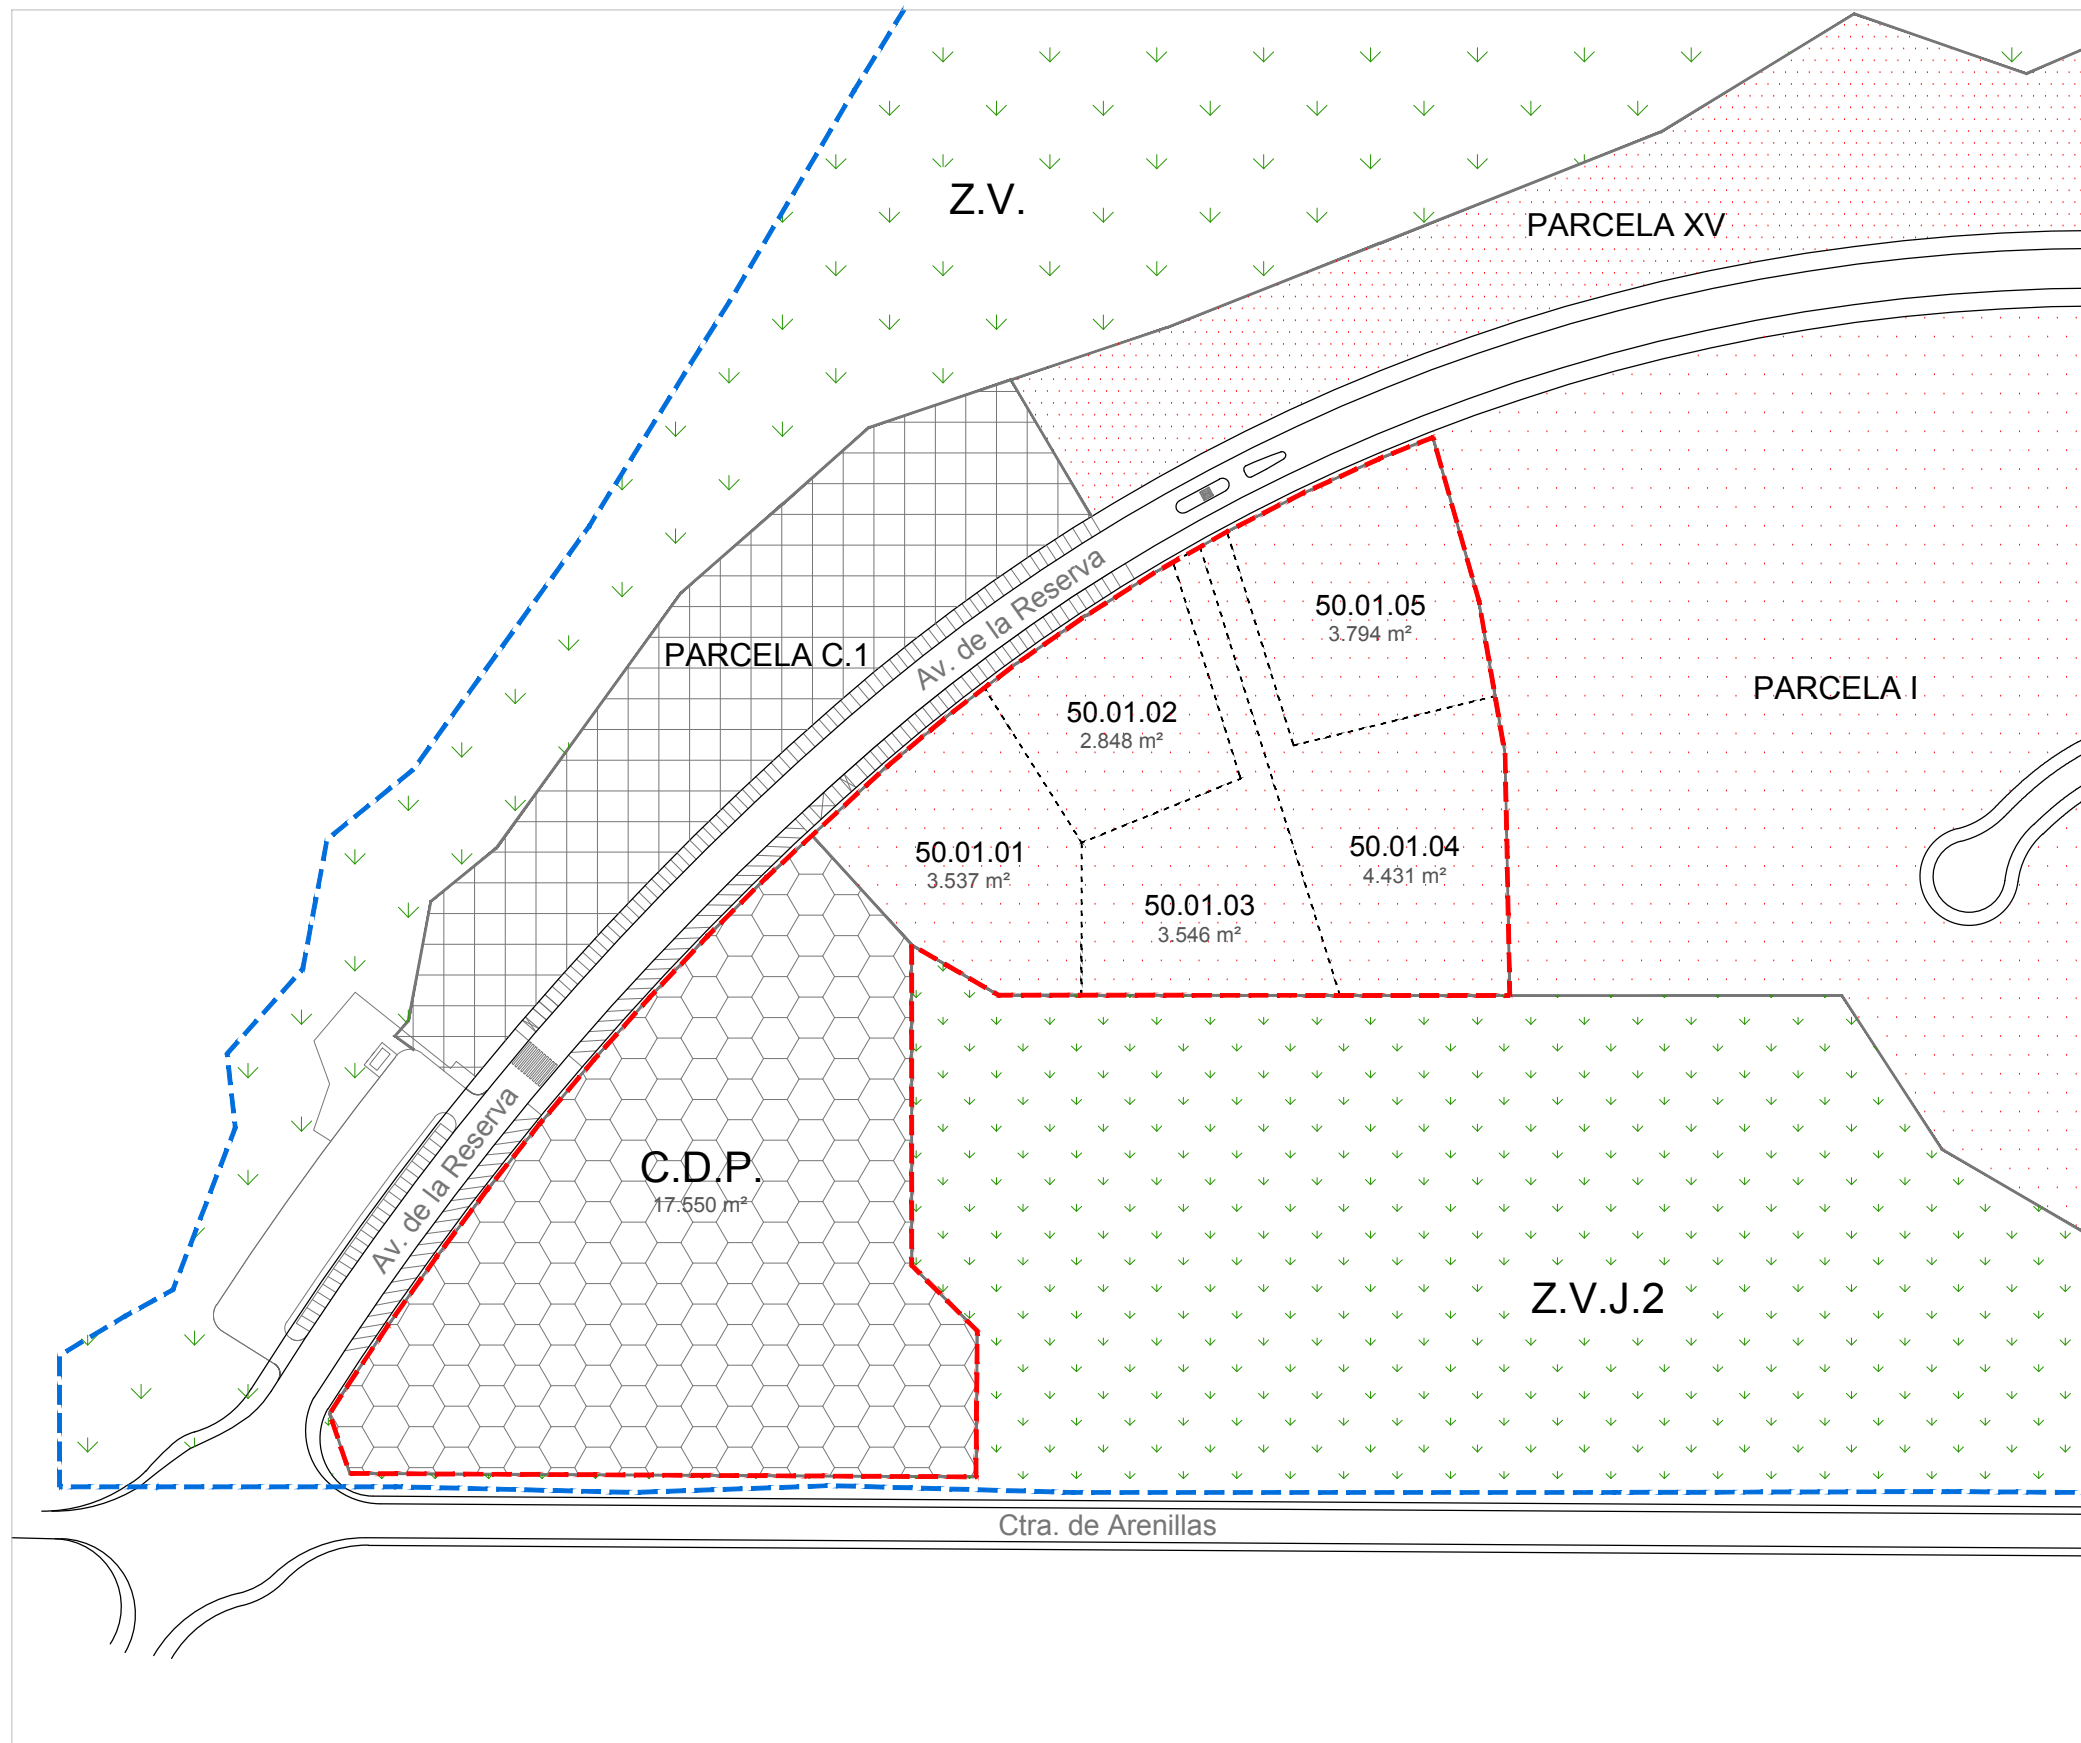 Z.V.
PARCELA XV
PARCELA C.1
Av. de la Reserva
50.01.05
3.794 m²
PARCELA I
50.01.02
2.848 m²
50.01.01
3.537 m²
50.01.04
4.431 m²
50.01.03
3.546 m²
Av. de la Reserva
C.D.P.
17.550 m²
Z.V.J.2
Ctra. de Arenillas